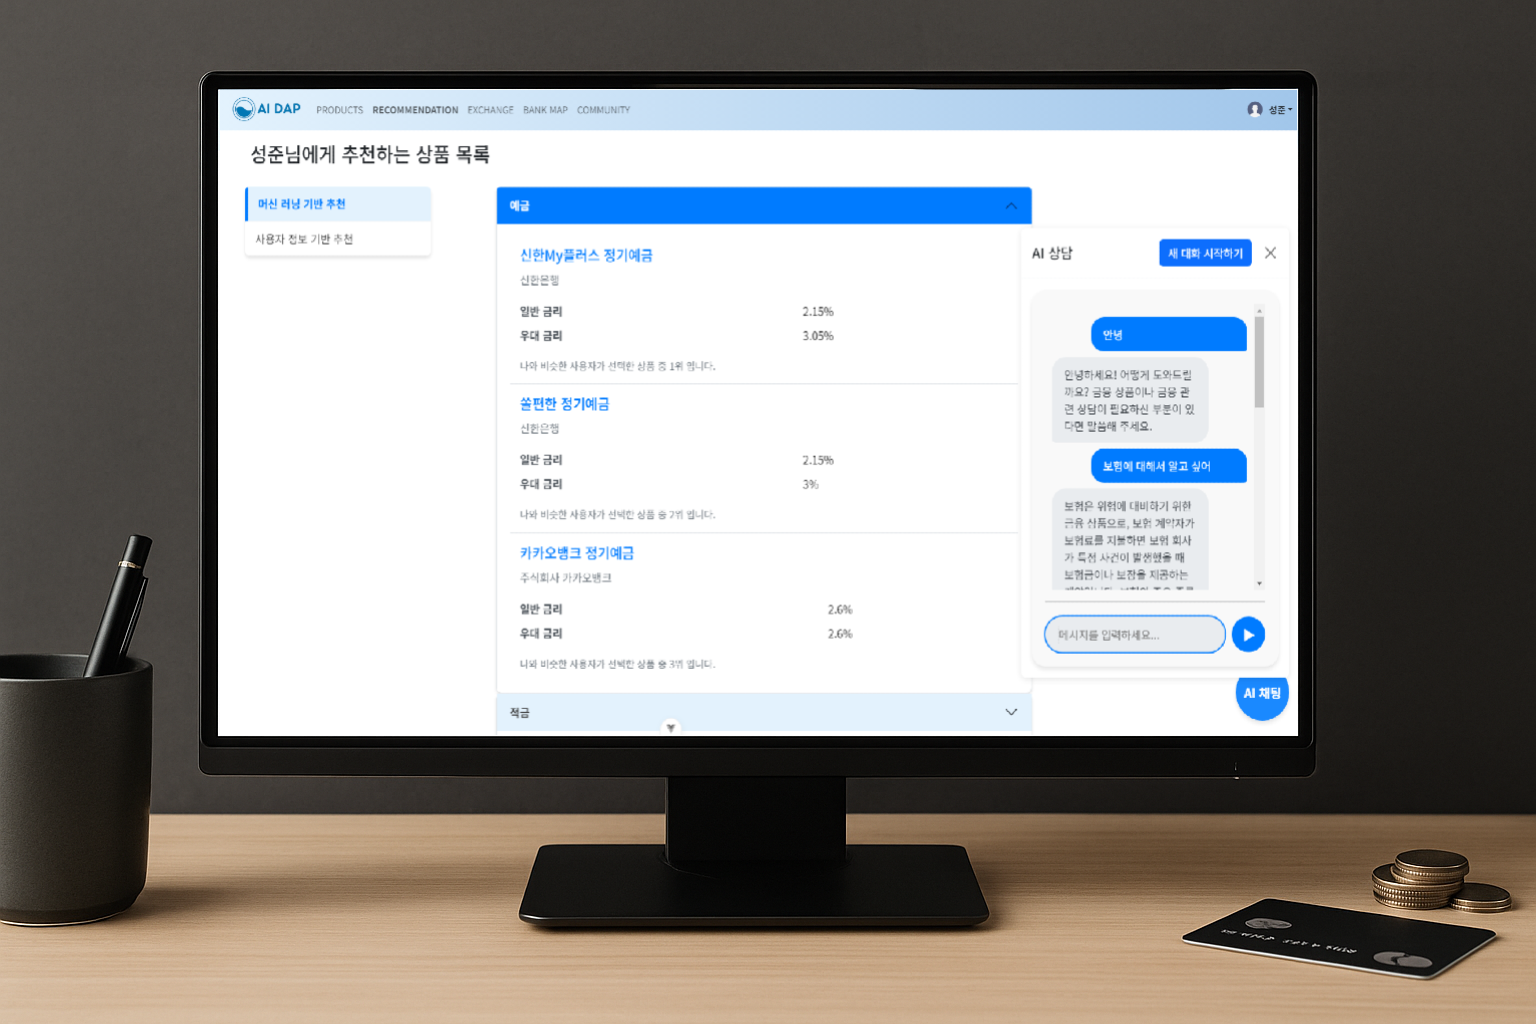 AI DAP PRODUCTS RECOMMENDATION EXCHANGE BANK MAP COMMUNITY 성준
성준님에게 추천하는 상품 목록
머신 러닝 기반 추천
사용자 정보 기반 추천
예금
신한My플러스 정기예금
신한은행
일반 금리 2.15%
우대 금리 3.05%
나와 비슷한 사용자가 선택한 상품 중 1위 입니다.
쏠편한 정기예금
신한은행
일반 금리 2.15%
우대 금리 3%
나와 비슷한 사용자가 선택한 상품 중 2위 입니다.
카카오뱅크 정기예금
주식회사 카카오뱅크
일반 금리 2.6%
우대 금리 2.6%
나와 비슷한 사용자가 선택한 상품 중 3위 입니다.
적금
AI 상담 새 대화 시작하기
안녕
안녕하세요! 어떻게 도와드릴
까요? 금융 상품이나 금융 관
련 상담이 필요하신 부분이 있
다면 말씀해 주세요.
보험에 대해서 알고 싶어
보험은 위험에 대비하기 위한
금융 상품으로, 보험 계약자가
보험료를 지불하면 보험 회사
가 특정 사건이 발생했을 때
보험금이나 보장을 제공하는
메시지를 입력하세요...
AI 채팅